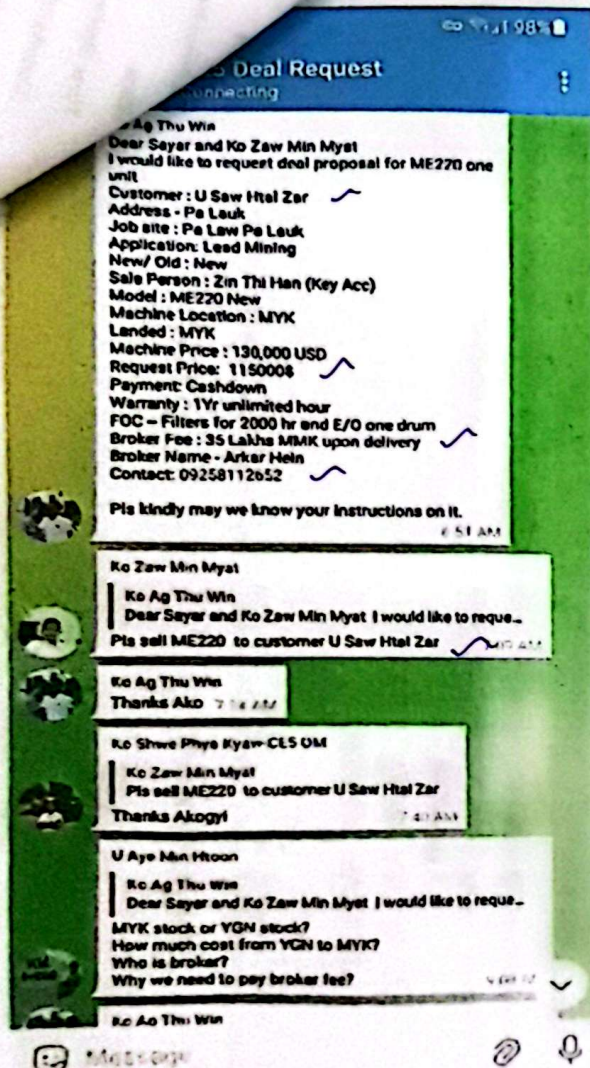 98%
Deal Request
connecting
Ag Thu Win
Dear Sayar and Ko Zaw Min Myat
I would like to request deal proposal for ME220 one
unit
Customer : U Saw Htal Zar
Address - Pa Lauk
Job site : Pa Law Pa Lauk
Application: Lead Mining
New/ Old : New
Sale Person : Zin Thi Han (Key Acc)
Model : ME220 New
Machine Location : MYK
Landed : MYK
Machine Price : 130,000 USD
Request Price: 115000$
Payment: Cashdown
Warranty : 1Yr unlimited hour
FOC – Filters for 2000 hr and E/O one drum
Broker Fee : 35 Lakhs MMK upon delivery
Broker Name - Arkar Hein
Contact: 09258112652
Pls kindly may we know your instructions on it.
6:51 AM
Ko Zaw Min Myat
Ko Ag Thu Win
Dear Sayar and Ko Zaw Min Myat I would like to reque...
Pls sell ME220 to customer U Saw Htal Zar
AM
Ko Ag Thu Win
Thanks Ako
Ko Shwe Phya Kyaw CLS OM
Ko Zaw Min Myat
Pls sell ME220 to customer U Saw Htal Zar
Thanks Akogyi
U Aye Min Htoon
Ko Ag Thu Win
Dear Sayar and Ko Zaw Min Myat I would like to reque...
MYK stock or YGN stock?
How much cost from YGN to MYK?
Who is broker?
Why we need to pay broker fee?
Ko Ag Thu Win
Message